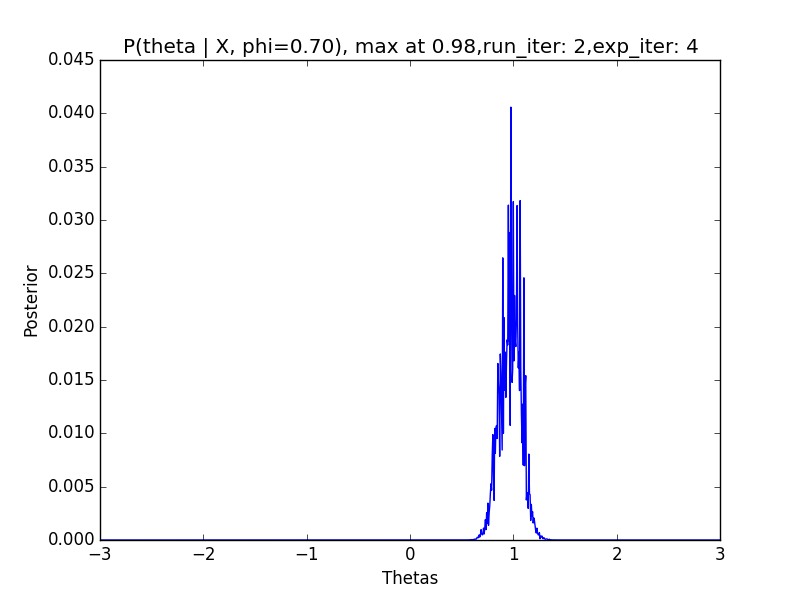 P(theta | X, phi=0.70), max at 0.98,run_iter: 2,exp_iter: 4
0.045
0.040
0.035
0.030
0.025
0.020
0.015
0.010
0.005
0.000
Posterior
−3 −2 −1 0 1 2 3
Thetas